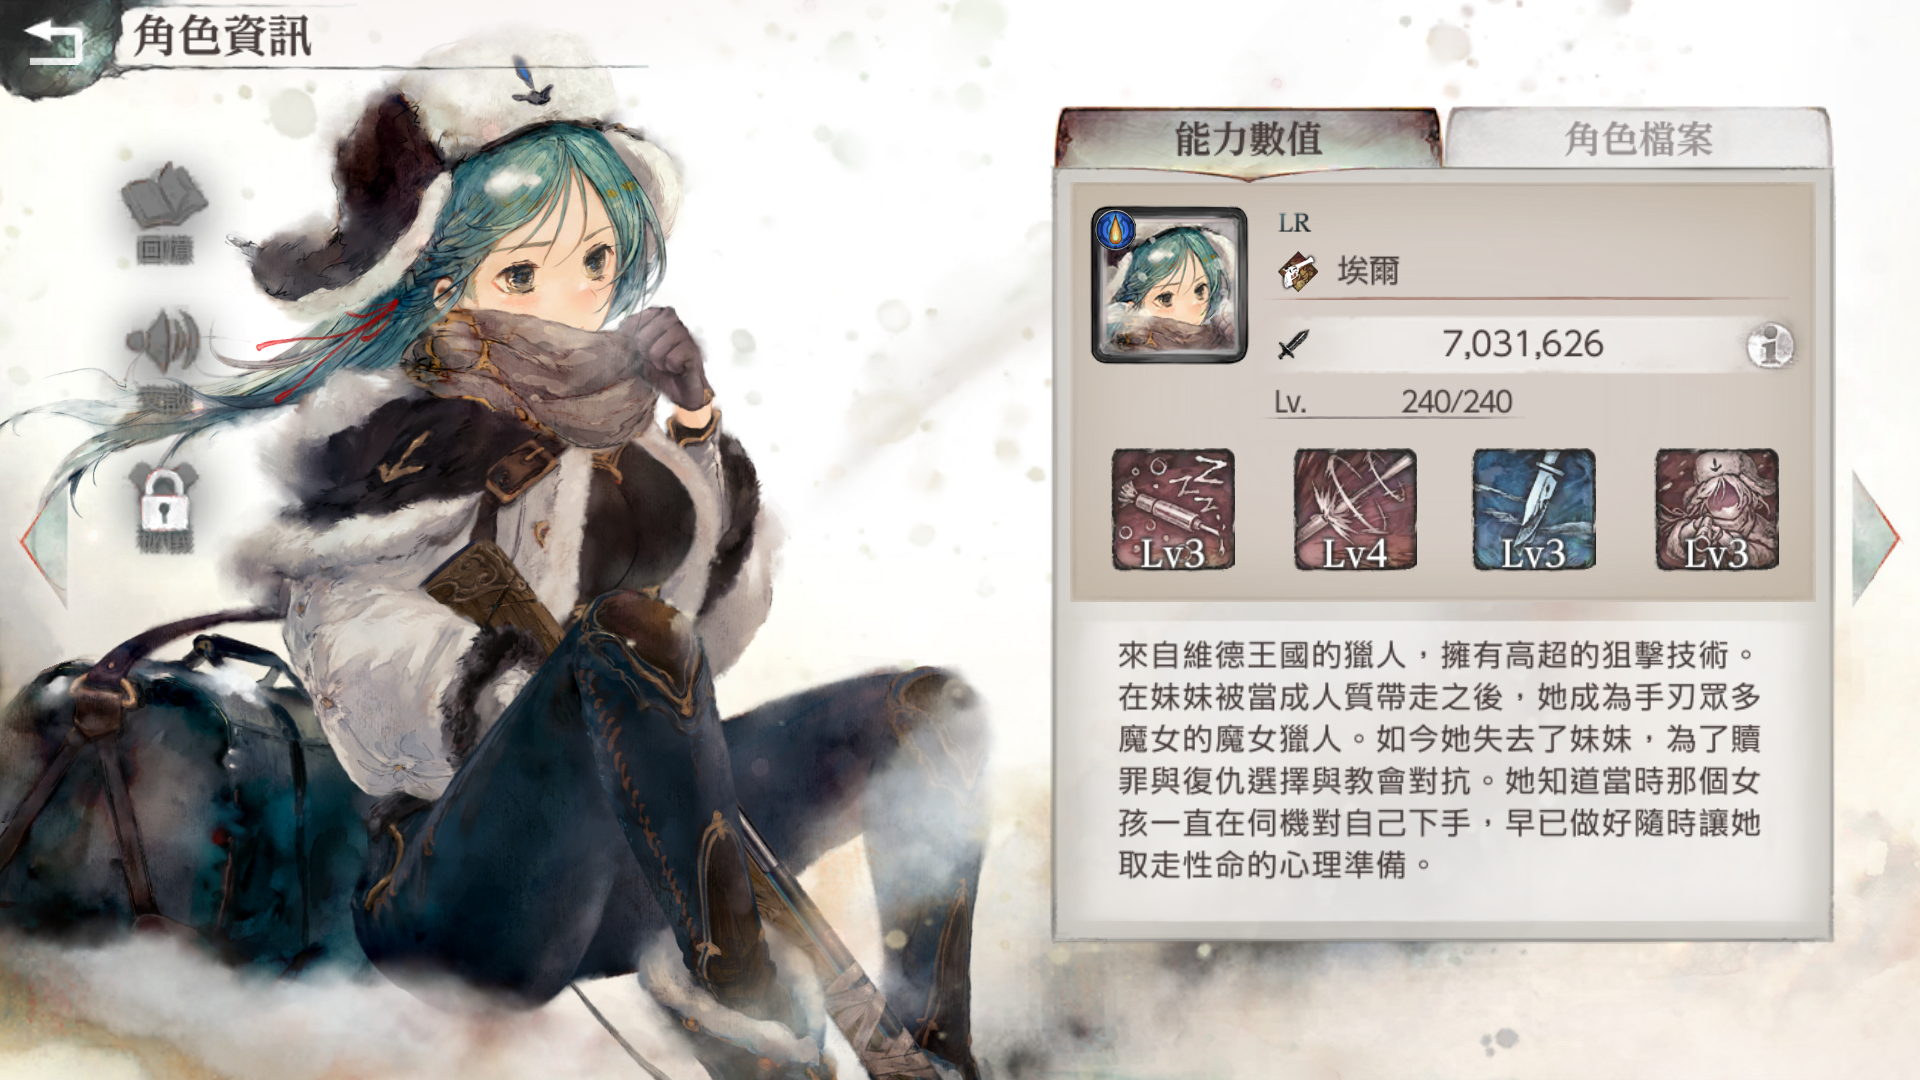 角色資訊
回憶
能力數值
角色檔案
LR
埃爾
7,031,626
Lv. 240/240
Lv3
Lv4
Lv3
Lv3
來自維德王國的獵人，擁有高超的狙擊技術。
在妹妹被當成人質帶走之後，她成為手刃眾多
魔女的魔女獵人。如今她失去了妹妹，為了贖
罪與復仇選擇與教會對抗。她知道當時那個女
孩一直在伺機對自己下手，早已做好隨時讓她
取走性命的心理準備。